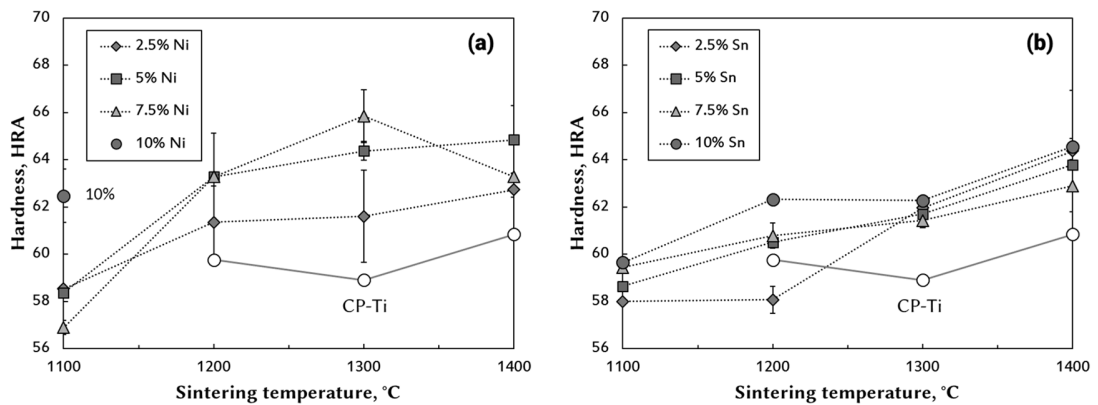 70
68
66
64
62
60
58
56
Hardness, HRA
2.5% Ni
5% Ni
7.5% Ni
10% Ni
(a)
10%
CP-Ti
1100 1200 1300 1400
Sintering temperature, °C
70
68
66
64
62
60
58
56
Hardness, HRA
2.5% Sn
5% Sn
7.5% Sn
10% Sn
(b)
CP-Ti
1100 1200 1300 1400
Sintering temperature, °C